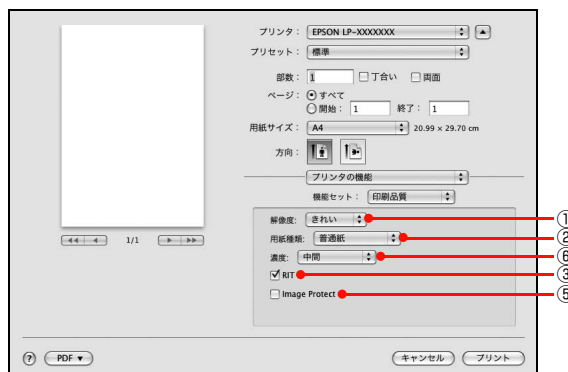 プリンタ： EPSON LP-XXXXXXX
プリセット： 標準
部数： 1 丁合い 両面
ページ： すべて
開始： 1 終了： 1
用紙サイズ： A4 20.99 x 29.70 cm
方向：
プリンタの機能
機能セット： 印刷品質
解像度: きれい ①
1/1 用紙種類: 普通紙 ②
濃度: 中間 ⑥
RIT ③
Image Protect ⑤
? PDF▼ キャンセル プリント